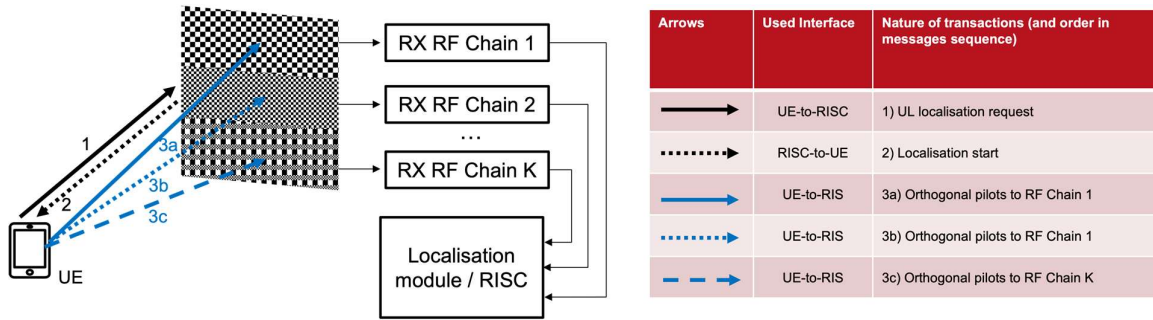 RX RF Chain 1
RX RF Chain 2
...
RX RF Chain K
Localisation
module / RISC
1
2
3a
3b
3c
UE
Arrows
Used Interface
Nature of transactions (and order in
messages sequence)
UE-to-RISC
1) UL localisation request
RISC-to-UE
2) Localisation start
UE-to-RIS
3a) Orthogonal pilots to RF Chain 1
UE-to-RIS
3b) Orthogonal pilots to RF Chain 1
UE-to-RIS
3c) Orthogonal pilots to RF Chain K